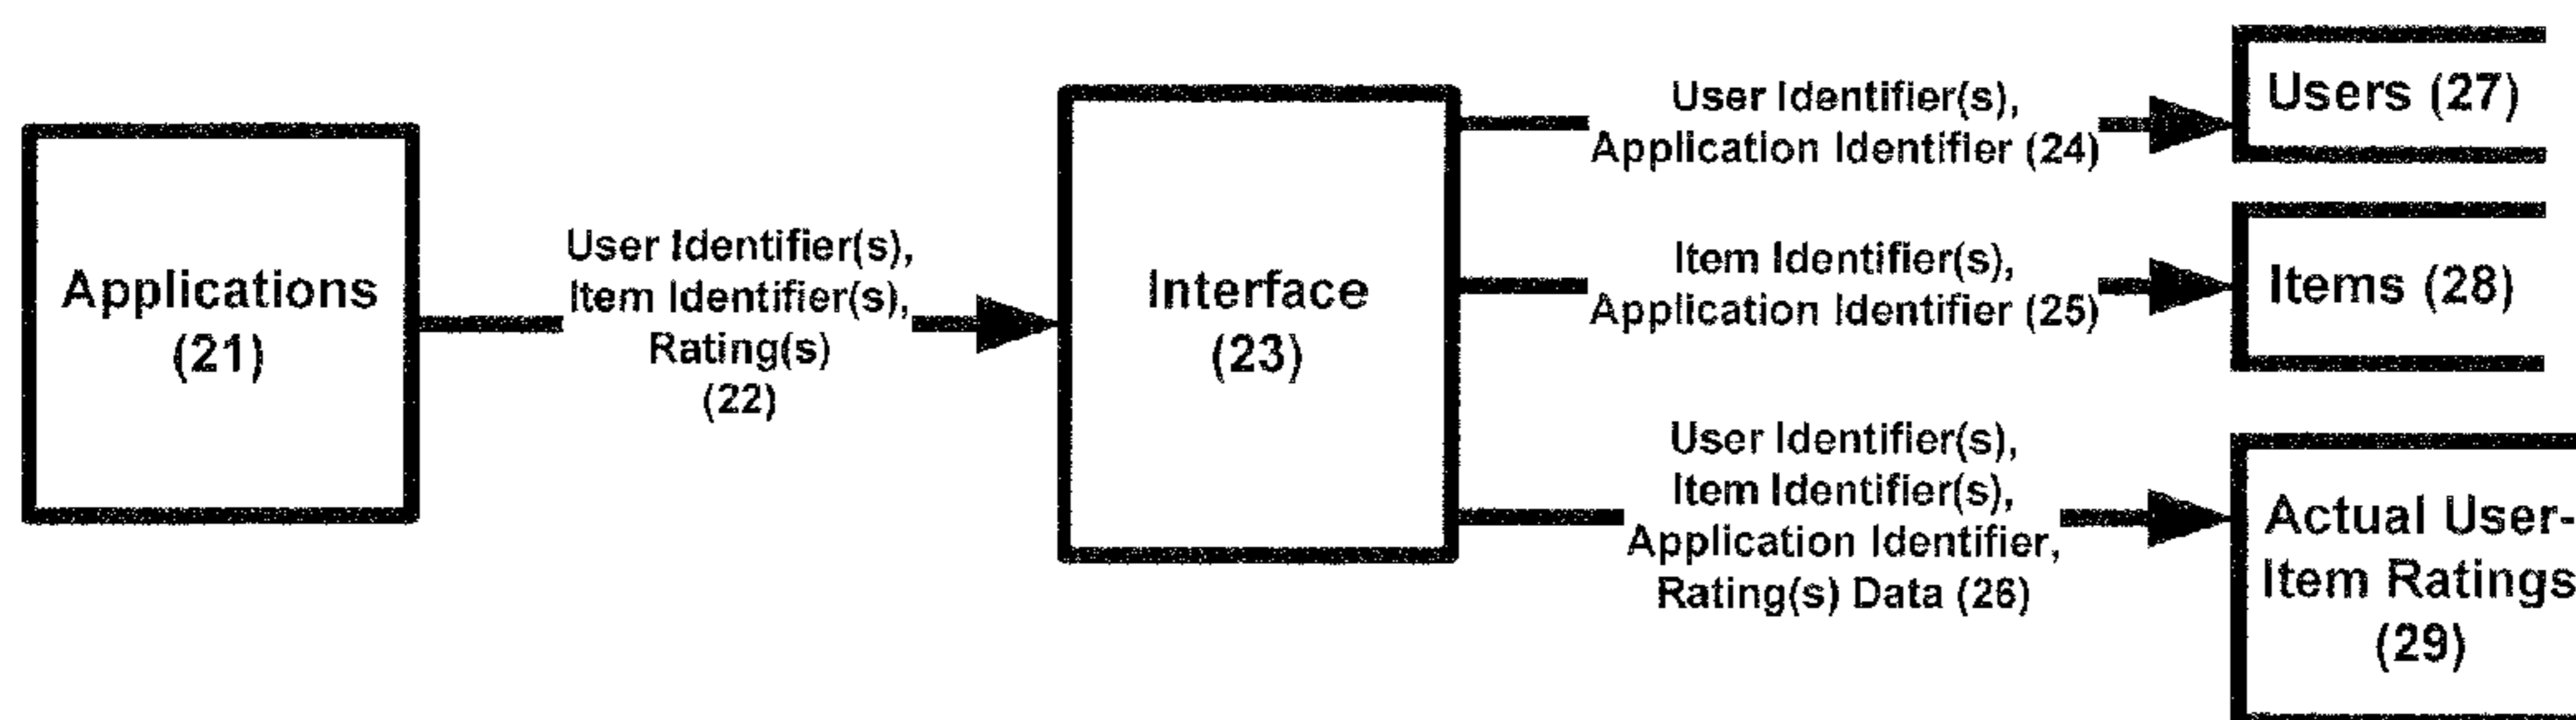 Applications
(21)
User Identifier(s),
Item Identifier(s),
Rating(s)
(22)
Interface
(23)
User Identifier(s),
Application Identifier (24)
Users (27)
Item Identifier(s),
Application Identifier (25)
Items (28)
User Identifier(s),
Item Identifier(s),
Application Identifier,
Rating(s) Data (26)
Actual User-
Item Ratings
(29)